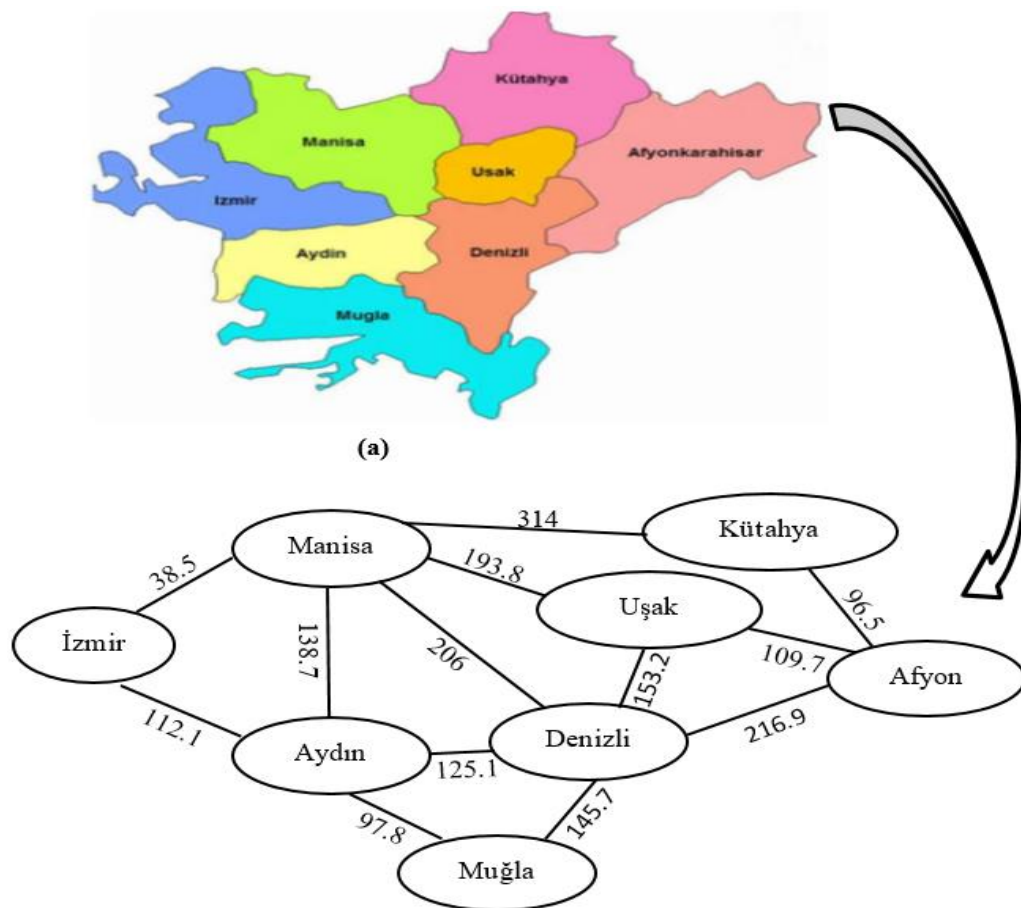 Kütahya
Manisa
Afyonkarahisar
Usak
Izmir
Aydin
Denizli
Mugla
(a)
314
Kütahya
Manisa
193.8
38.5
Uşak
96.5
İzmir
138.7
206
153.2
109.7
Afyon
112.1
Aydın
125.1
Denizli
216.9
97.8
145.7
Muğla